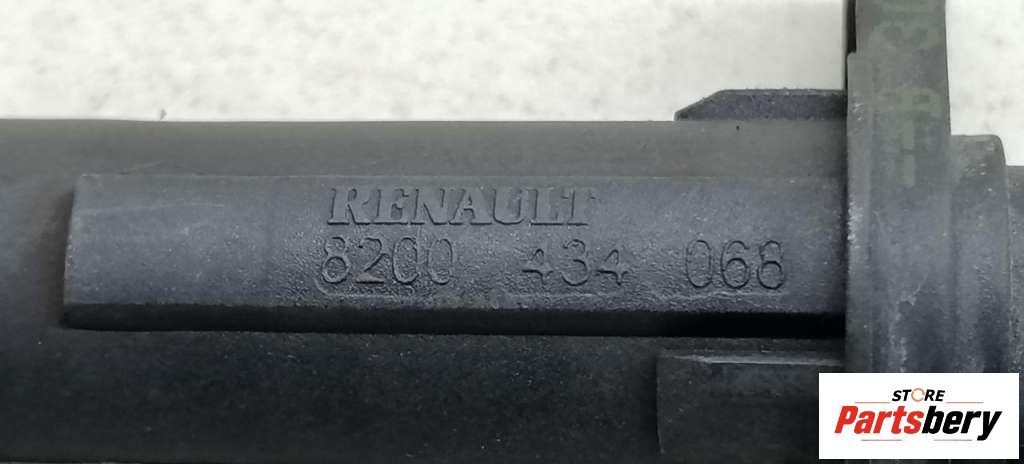 RENAULT
8200 434 068
STORE
Partsbery